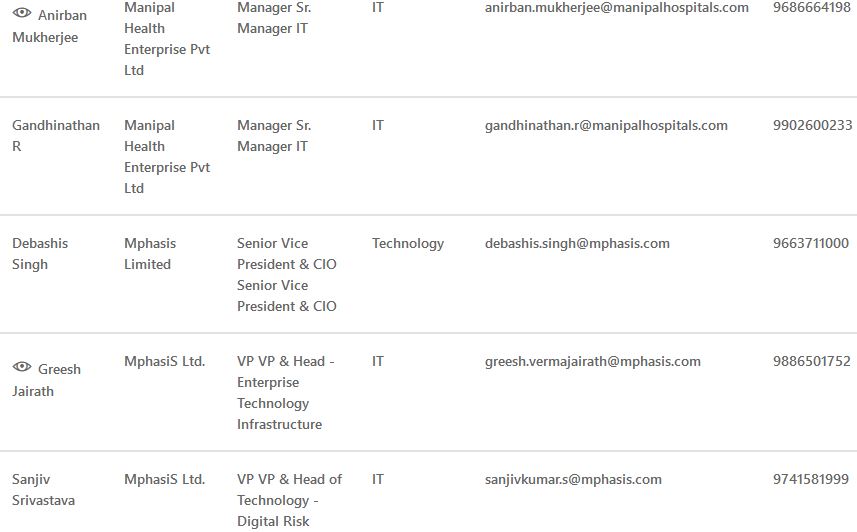 Anirban Mukherjee
Manipal Health Enterprise Pvt Ltd
Manager Sr. Manager IT
IT
anirban.mukherjee@manipalhospitals.com
9686664198
Gandhinathan R
Manipal Health Enterprise Pvt Ltd
Manager Sr. Manager IT
IT
gandhinathan.r@manipalhospitals.com
9902600233
Debashis Singh
Mphasis Limited
Senior Vice President & CIO Senior Vice President & CIO
Technology
debashis.singh@mphasis.com
9663711000
Greesh Jairath
MphasiS Ltd.
VP VP & Head - Enterprise Technology Infrastructure
IT
greesh.vermajairath@mphasis.com
9886501752
Sanjiv Srivastava
MphasiS Ltd.
VP VP & Head of Technology - Digital Risk
IT
sanjivkumar.s@mphasis.com
9741581999